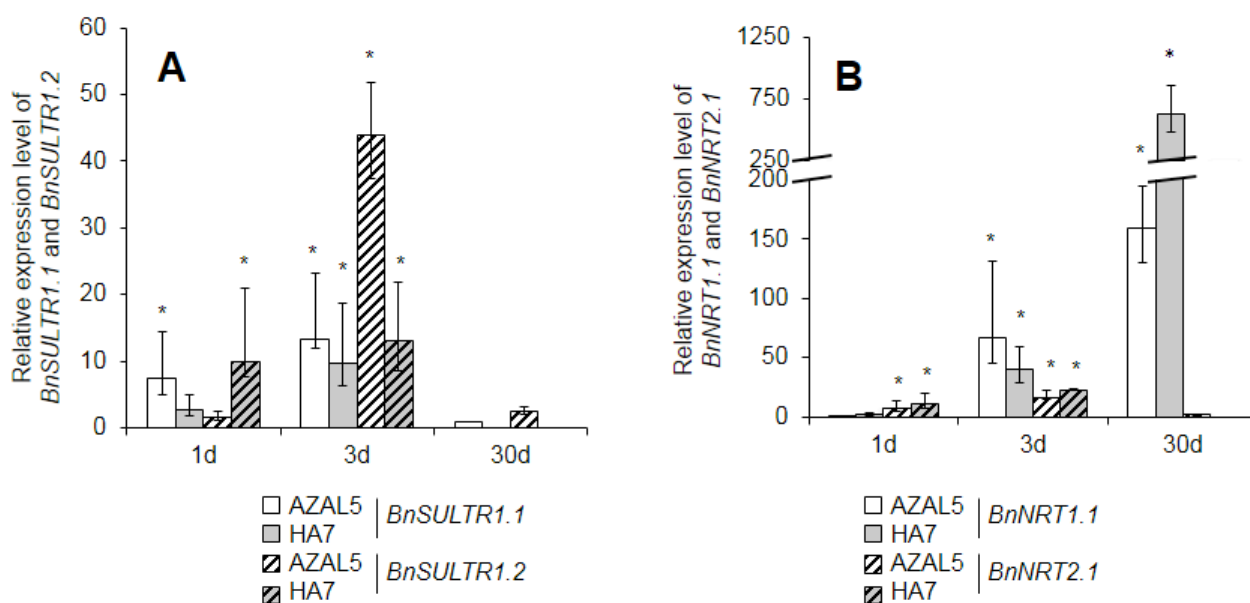 A
Relative expression level of
BnSULTR1.1 and BnSULTR1.2
60
50
40
30
20
10
0
*
*
*
*
*
*
1d
3d
30d
AZAL5
HA7
BnSULTR1.1
AZAL5
HA7
BnSULTR1.2
B
Relative expression level of
BnNRT1.1 and BnNRT2.1
1250
750
250
200
150
100
50
0
*
*
*
*
*
*
*
*
1d
3d
30d
AZAL5
HA7
BnNRT1.1
AZAL5
HA7
BnNRT2.1